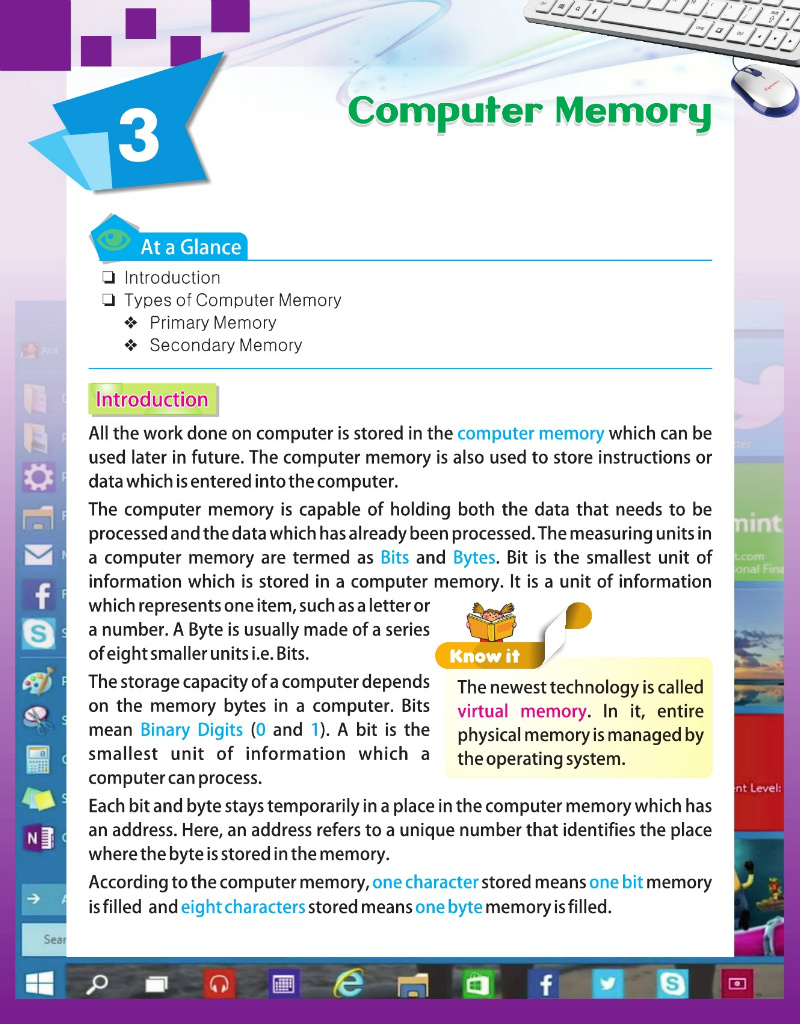 3
Computer Memory
At a Glance
❑ Introduction
❑ Types of Computer Memory
❖ Primary Memory
❖ Secondary Memory
Introduction
All the work done on computer is stored in the computer memory which can be
used later in future. The computer memory is also used to store instructions or
data which is entered into the computer.
The computer memory is capable of holding both the data that needs to be
processed and the data which has already been processed. The measuring units in
a computer memory are termed as Bits and Bytes. Bit is the smallest unit of
information which is stored in a computer memory. It is a unit of information
which represents one item, such as a letter or
a number. A Byte is usually made of a series
of eight smaller units i.e. Bits.
Know it
The newest technology is called
virtual memory. In it, entire
physical memory is managed by
the operating system.
The storage capacity of a computer depends
on the memory bytes in a computer. Bits
mean Binary Digits (0 and 1). A bit is the
smallest unit of information which a
computer can process.
Each bit and byte stays temporarily in a place in the computer memory which has
an address. Here, an address refers to a unique number that identifies the place
where the byte is stored in the memory.
According to the computer memory, one character stored means one bit memory
is filled and eight characters stored means one byte memory is filled.
mint
nt Level:
Sear